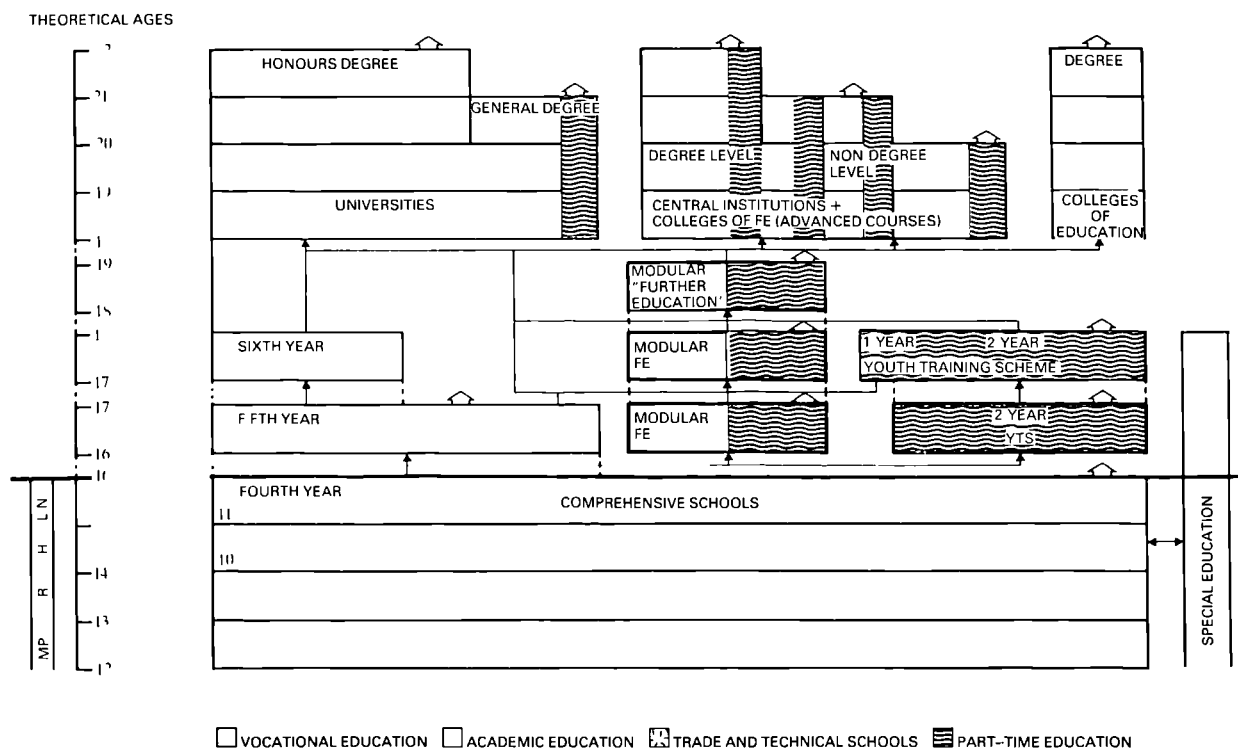 THEORETICAL AGES
HONOURS DEGREE
DEGREE
21
GENERAL DEGREE
20
DEGREE LEVEL
NON DEGREE
LEVEL
UNIVERSITIES
CENTRAL INSTITUTIONS +
COLLEGES OF FE (ADVANCED COURSES)
COLLEGES
OF
EDUCATION
19
MODULAR
"FURTHER
EDUCATION'
18
SIXTH YEAR
MODULAR
FE
1 YEAR
2 YEAR
YOUTH TRAINING SCHEME
17
17
FIFTH YEAR
MODULAR
FE
2 YEAR
YTS
16
16
FOURTH YEAR
COMPREHENSIVE SCHOOLS
11
10
14
13
12
SPECIAL EDUCATION
VOCATIONAL EDUCATION
ACADEMIC EDUCATION
TRADE AND TECHNICAL SCHOOLS
PART--TIME EDUCATION